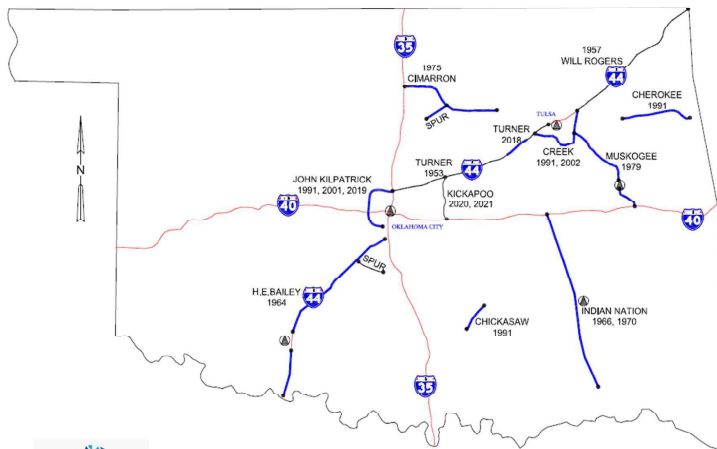 35
1975
CIMARRON
SPUR
1957
WILL ROGERS
44
CHEROKEE
1991
TULSA
TURNER
2018
CREEK
1991, 2002
MUSKOGEE
1979
N
JOHN KILPATRICK
1991, 2001, 2019
TURNER
1953
44
KICKAPOO
2020, 2021
40
OKLAHOMA CITY
40
SPUR
H.E.BAILEY
1964
44
CHICKASAW
1991
INDIAN NATION
1966, 1970
35